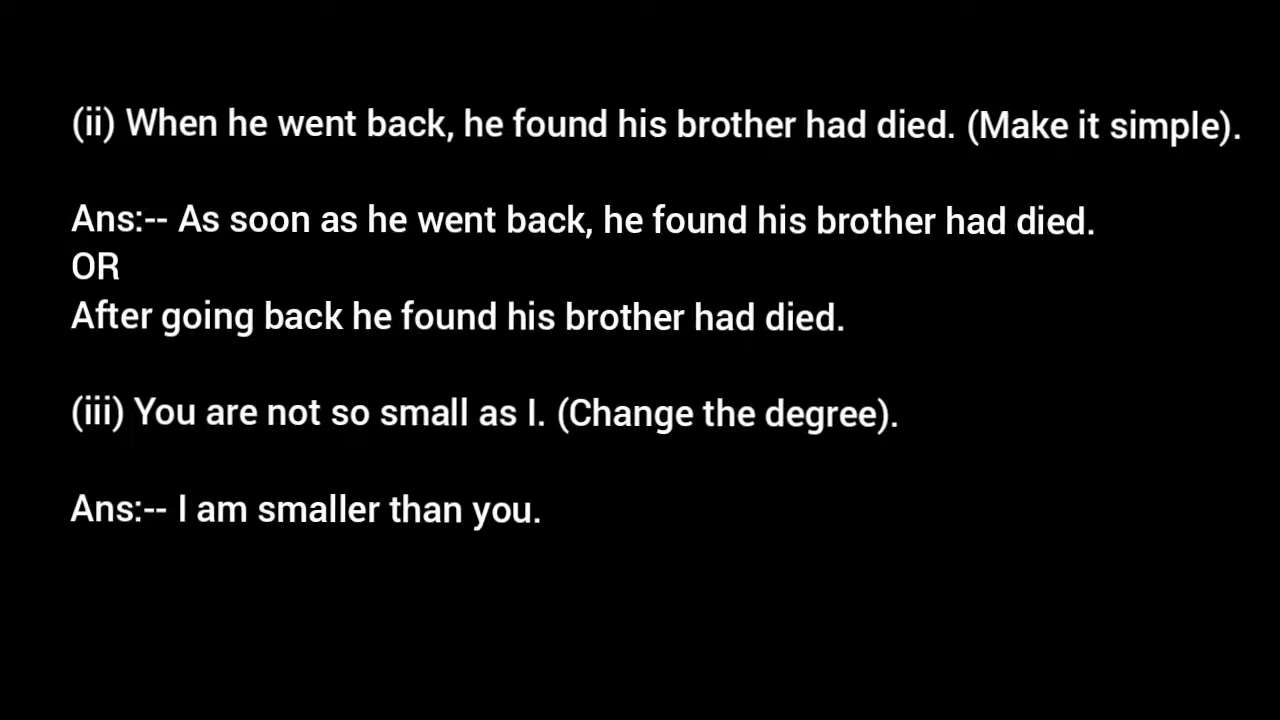 (ii) When he went back, he found his brother had died. (Make it simple).
Ans:-- As soon as he went back, he found his brother had died.
OR
After going back he found his brother had died.
(iii) You are not so small as I. (Change the degree).
Ans:-- I am smaller than you.